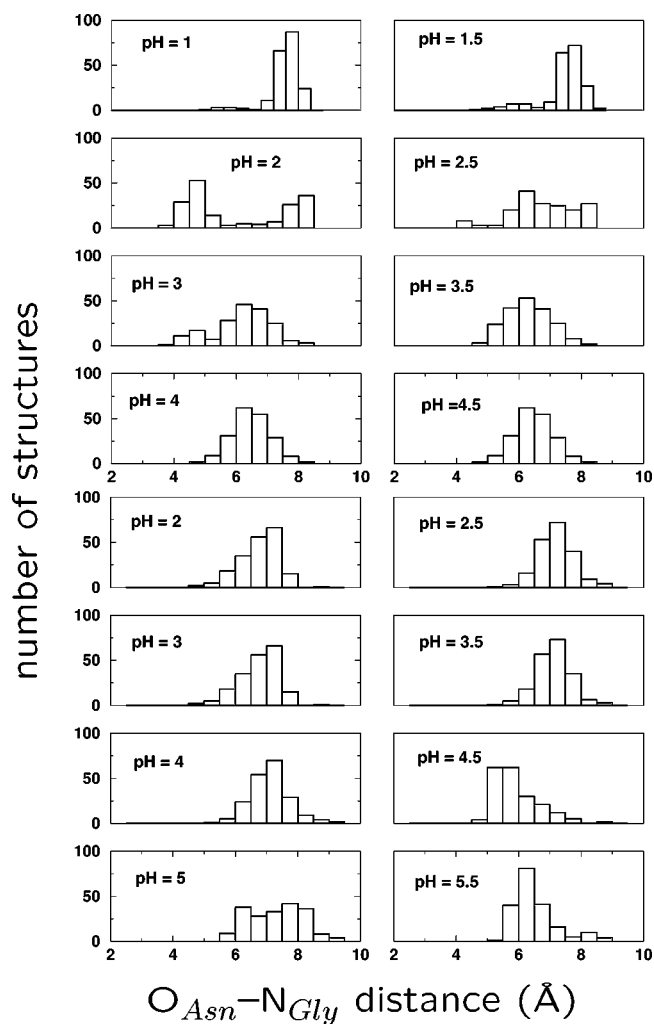 100
50
0
pH = 1
pH = 1.5
100
50
0
pH = 2
pH = 2.5
100
50
0
pH = 3
pH = 3.5
100
50
0
pH = 4
pH =4.5
2 4 6 8 10 2 4 6 8 10
100
50
0
pH = 2
pH = 2.5
100
50
0
pH = 3
pH = 3.5
100
50
0
pH = 4
pH = 4.5
100
50
0
pH = 5
pH = 5.5
2 4 6 8 10 2 4 6 8 10
number of structures
O_Asn–N_Gly distance (Å)